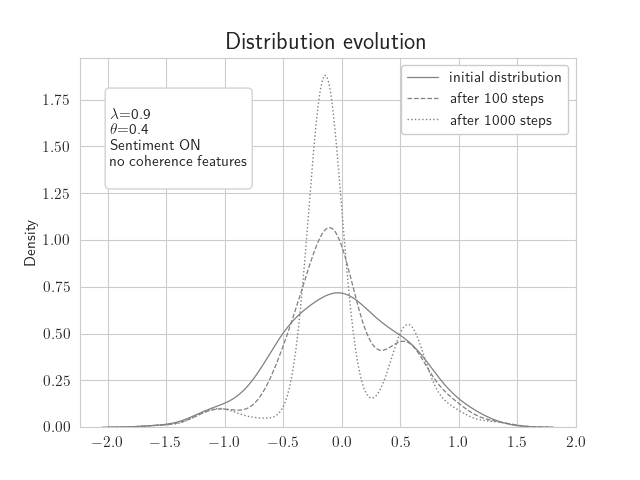 Distribution evolution
initial distribution
after 100 steps
after 1000 steps
λ=0.9
θ=0.4
Sentiment ON
no coherence features
Density
1.75
1.50
1.25
1.00
0.75
0.50
0.25
0.00
−2.0 −1.5 −1.0 −0.5 0.0 0.5 1.0 1.5 2.0